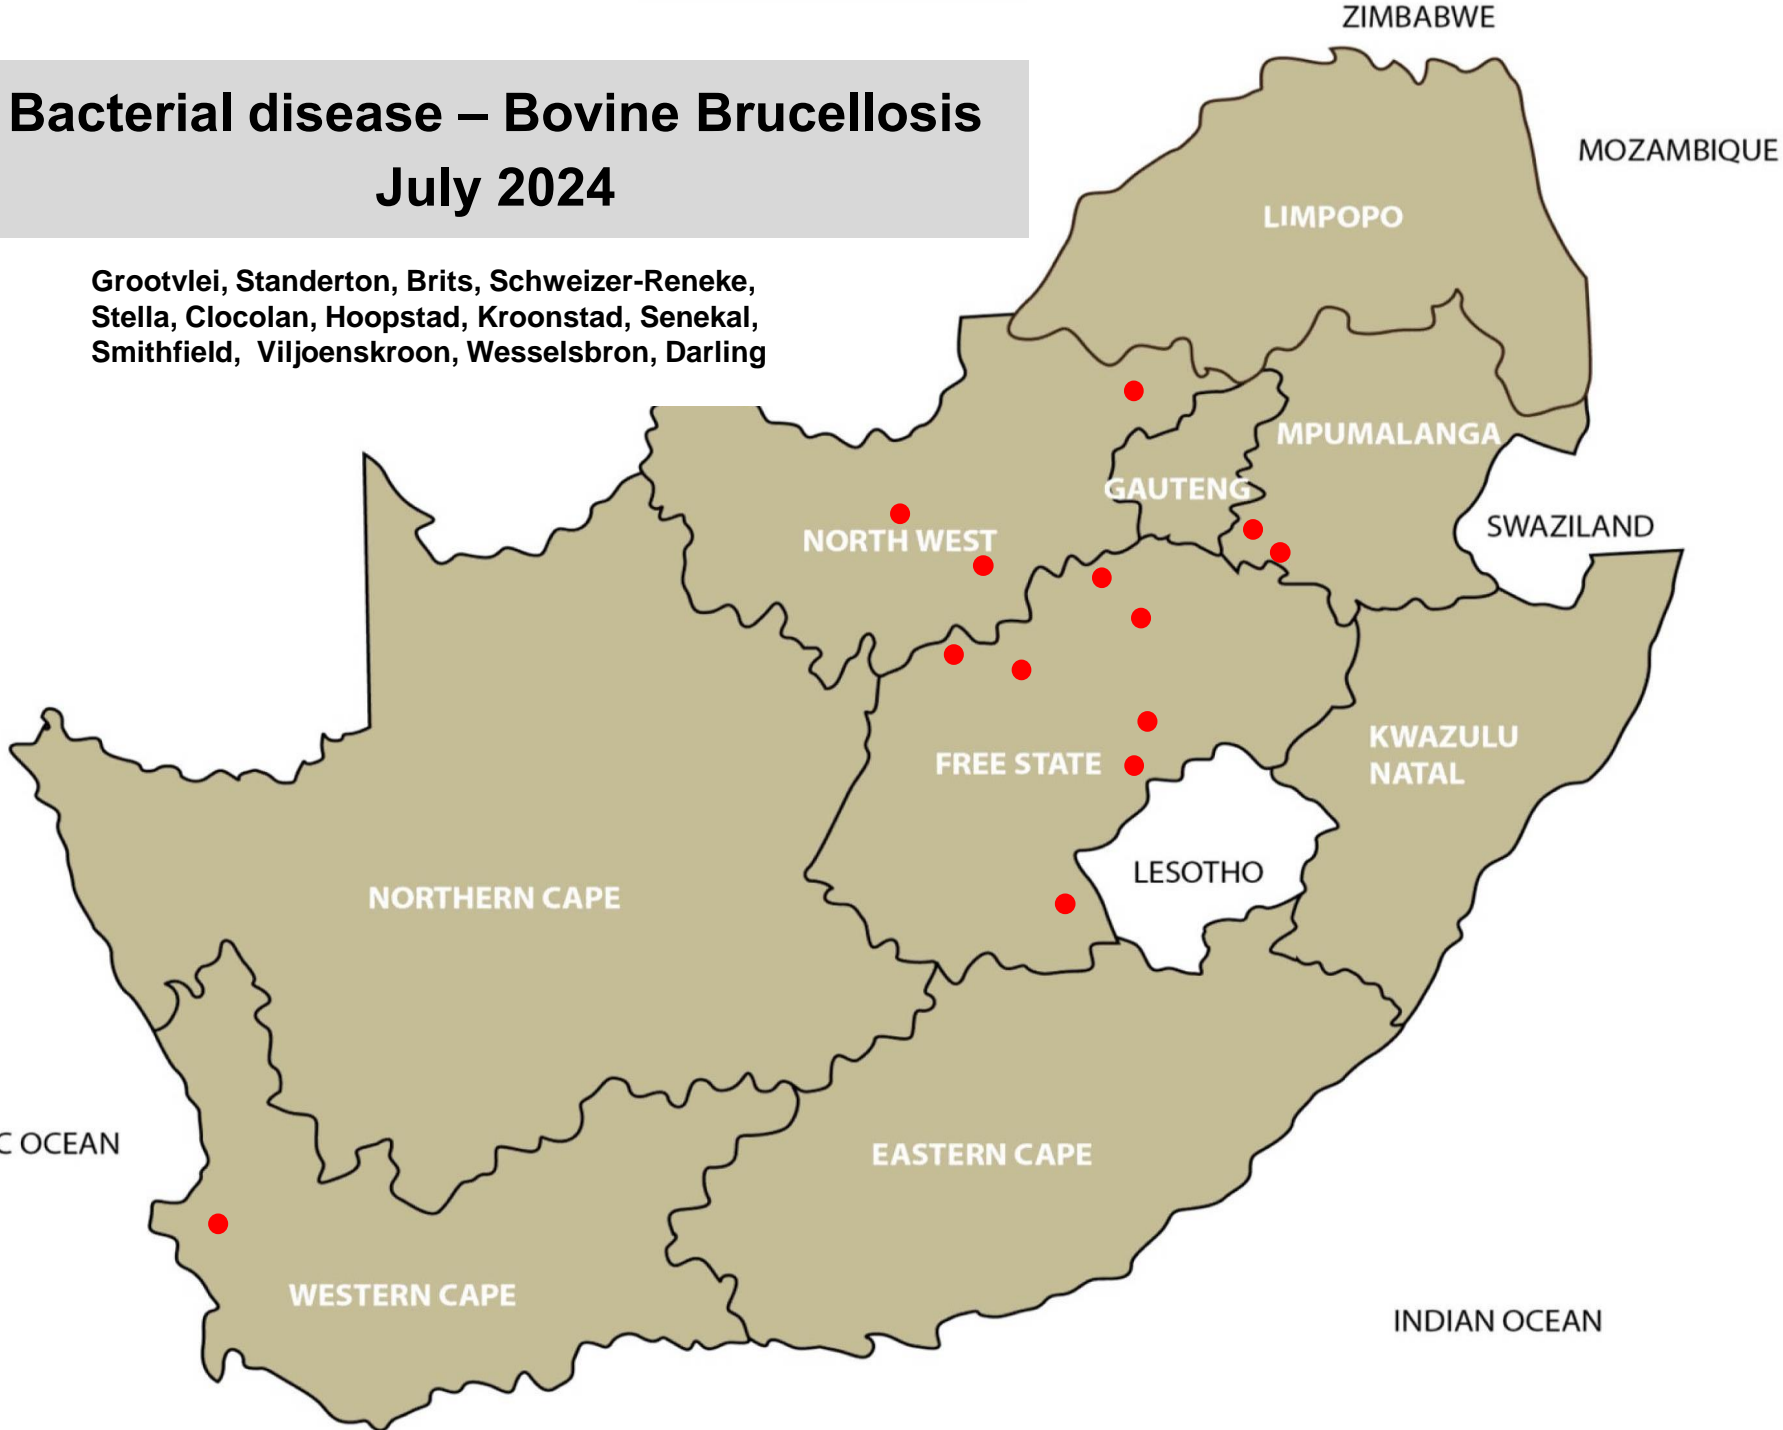 ZIMBABWE
Bacterial disease – Bovine Brucellosis
July 2024
MOZAMBIQUE
LIMPOPO
Grootvlei, Standerton, Brits, Schweizer-Reneke,
Stella, Clocolan, Hoopstad, Kroonstad, Senekal,
Smithfield, Viljoenskroon, Wesselsbron, Darling
MPUMALANGA
GAUTENG
SWAZILAND
NORTH WEST
KWAZULU
NATAL
FREE STATE
LESOTHO
NORTHERN CAPE
C OCEAN
EASTERN CAPE
WESTERN CAPE
INDIAN OCEAN